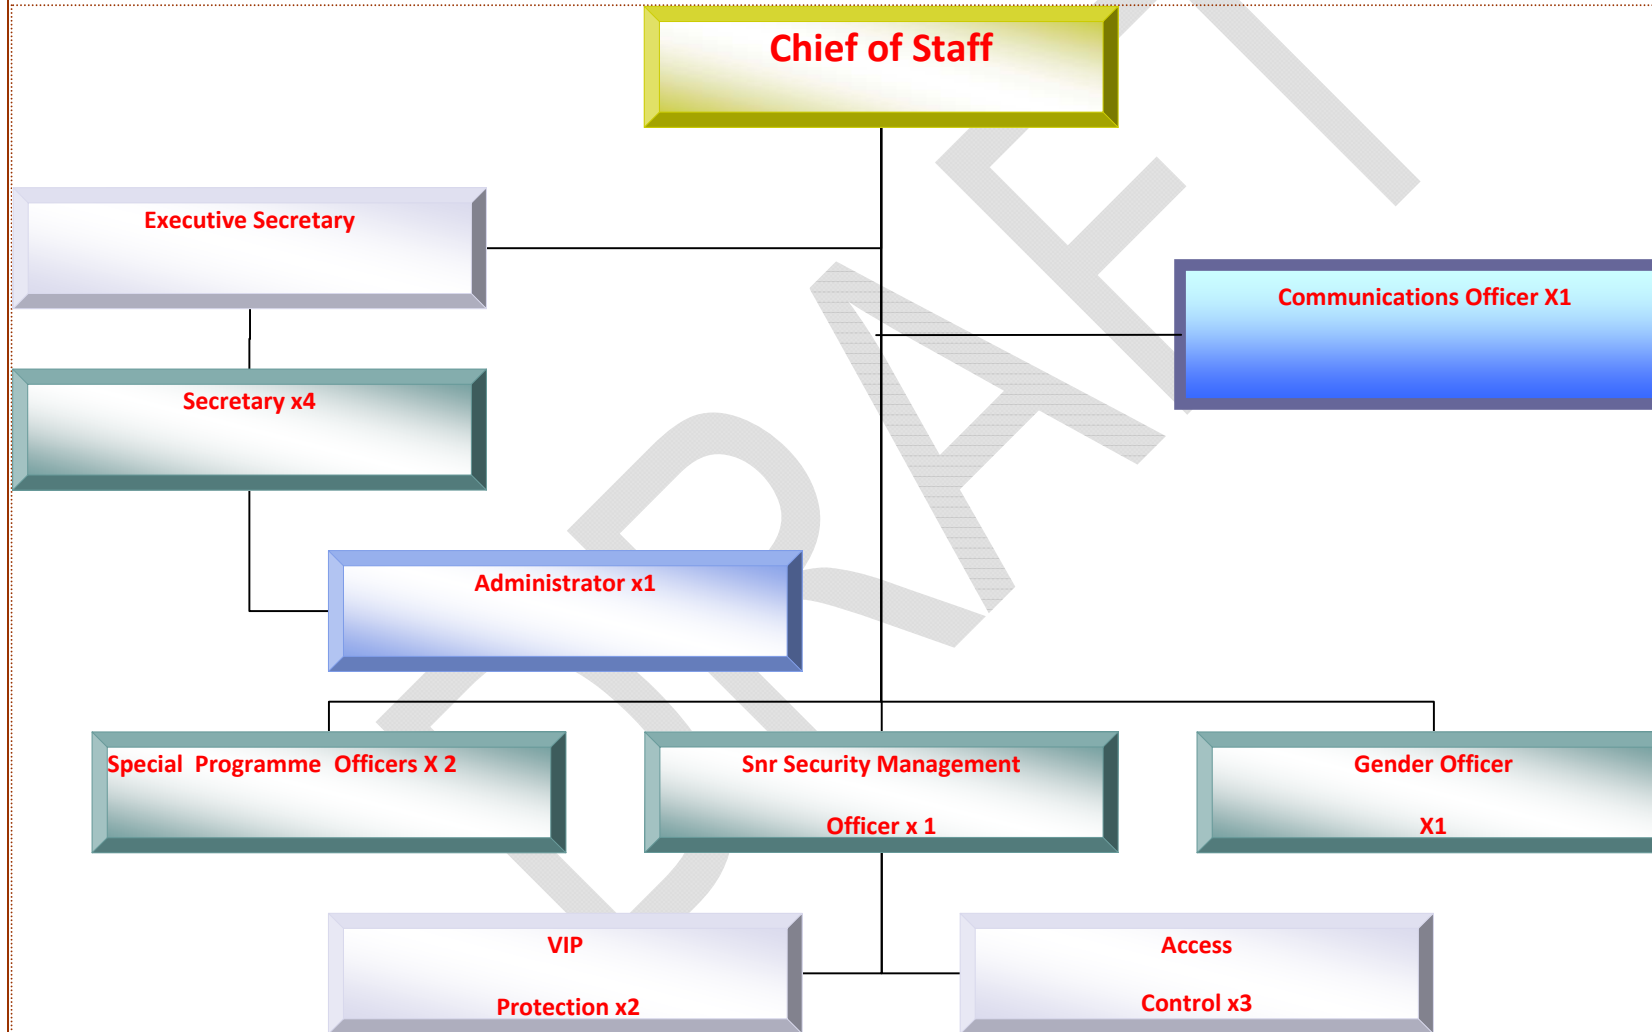 Chief of Staff
Executive Secretary
Communications Officer X1
Secretary x4
Administrator x1
Special Programme Officers X 2
Snr Security Management
Officer x 1
Gender Officer
X1
VIP
Protection x2
Access
Control x3
DRAFT